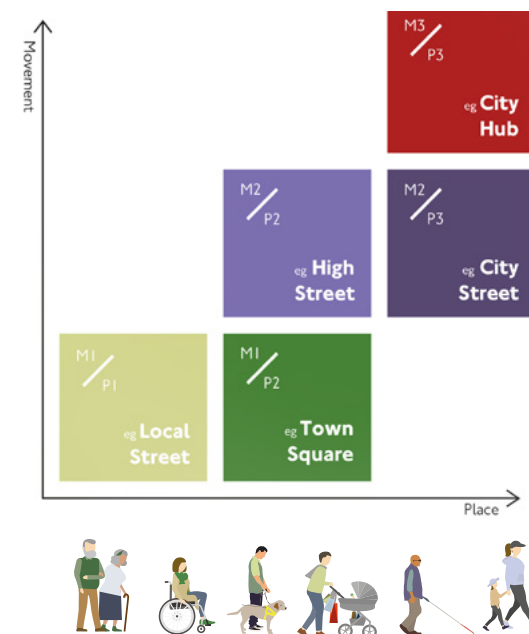 Movement
M3
P3
eg City
Hub
M2
P2
eg High
Street
M2
P3
eg City
Street
M1
P1
eg Local
Street
M1
P2
eg Town
Square
Place